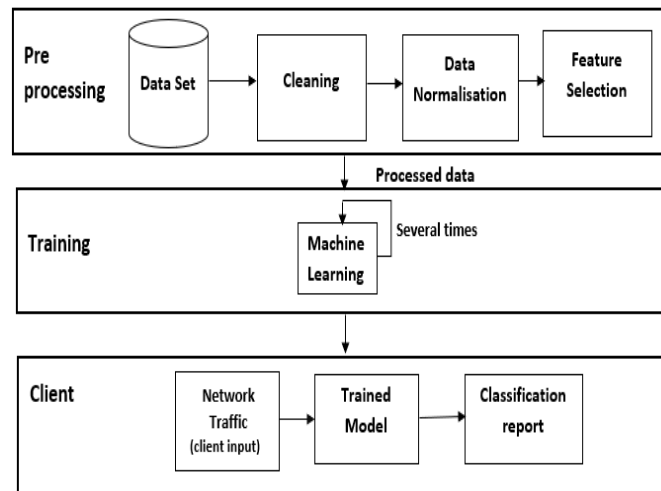 Pre
processing
Data Set
Cleaning
Data
Normalisation
Feature
Selection
Processed data
Training
Machine
Learning
Several times
Client
Network
Traffic
(client input)
Trained
Model
Classification
report